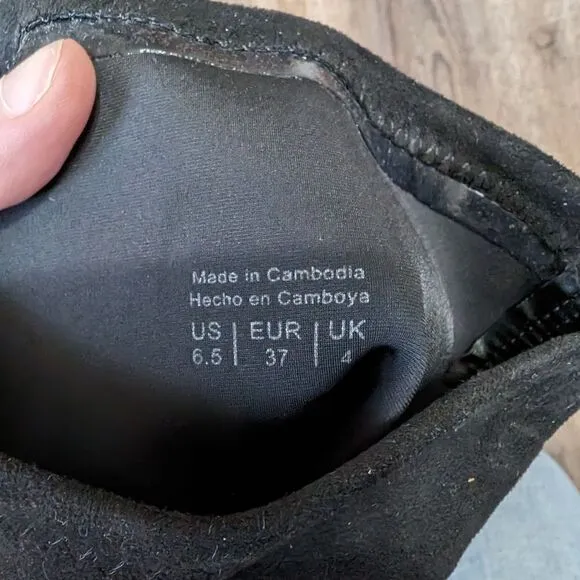 Made in Cambodia
Hecho en Camboya
US | EUR | UK
6.5 | 37 | 4